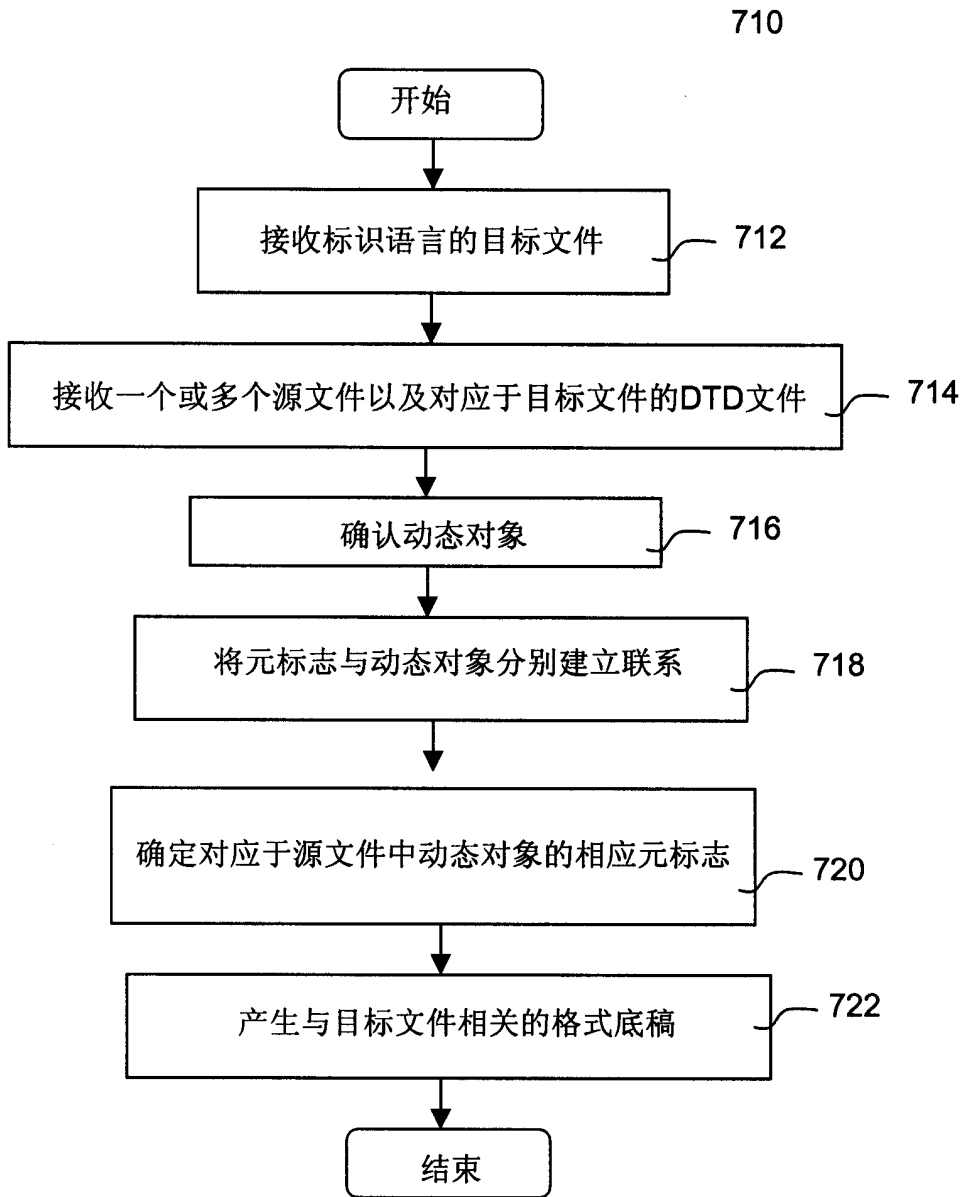 710
开始
接收标识语言的目标文件
712
接收一个或多个源文件以及对应于目标文件的DTD文件
714
确认动态对象
716
将元标志与动态对象分别建立联系
718
确定对应于源文件中动态对象的相应元标志
720
产生与目标文件相关的格式底稿
722
结束